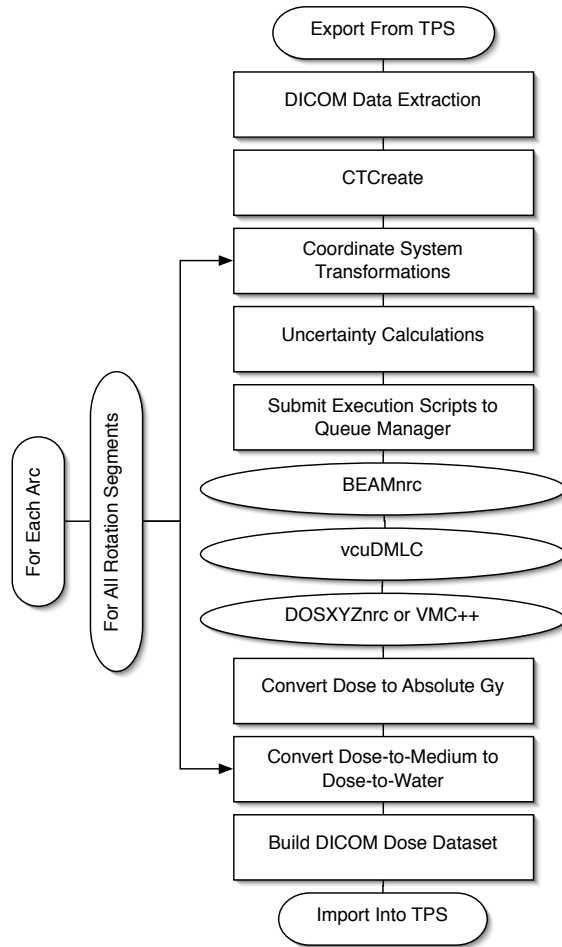 Export From TPS
DICOM Data Extraction
CTCreate
Coordinate System
Transformations
Uncertainty Calculations
Submit Execution Scripts to
Queue Manager
BEAMnrc
vcuDMLC
DOSXYZnrc or VMC++
Convert Dose to Absolute Gy
Convert Dose-to-Medium to
Dose-to-Water
Build DICOM Dose Dataset
Import Into TPS
For Each Arc
For All Rotation Segments